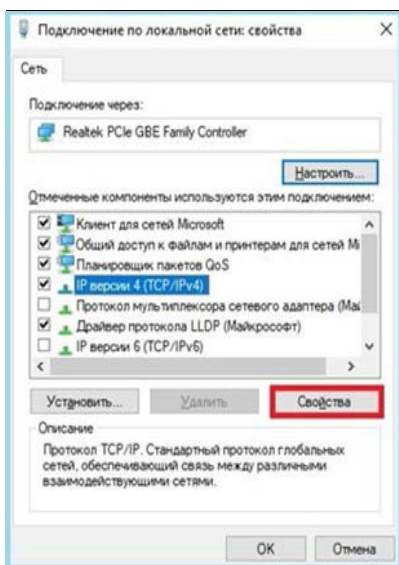 Подключение по локальной сети: свойства
Сеть
Подключение через:
Realtek PCIe GBE Family Controller
Настроить...
Отмеченные компоненты используются этим подключением:
Клиент для сетей Microsoft
Общий доступ к файлам и принтерам для сетей Mi
Планировщик пакетов QoS
IP версии 4 (TCP/IPv4)
Протокол мультиплексора сетевого адаптера (Май
Драйвер протокола LLDP (Майкрософт)
IP версии 6 (TCP/IPv6)
Установить...
Удалить
Свойства
Описание
Протокол TCP/IP. Стандартный протокол глобальных
сетей, обеспечивающий связь между различными
взаимодействующими сетями.
OK
Отмена